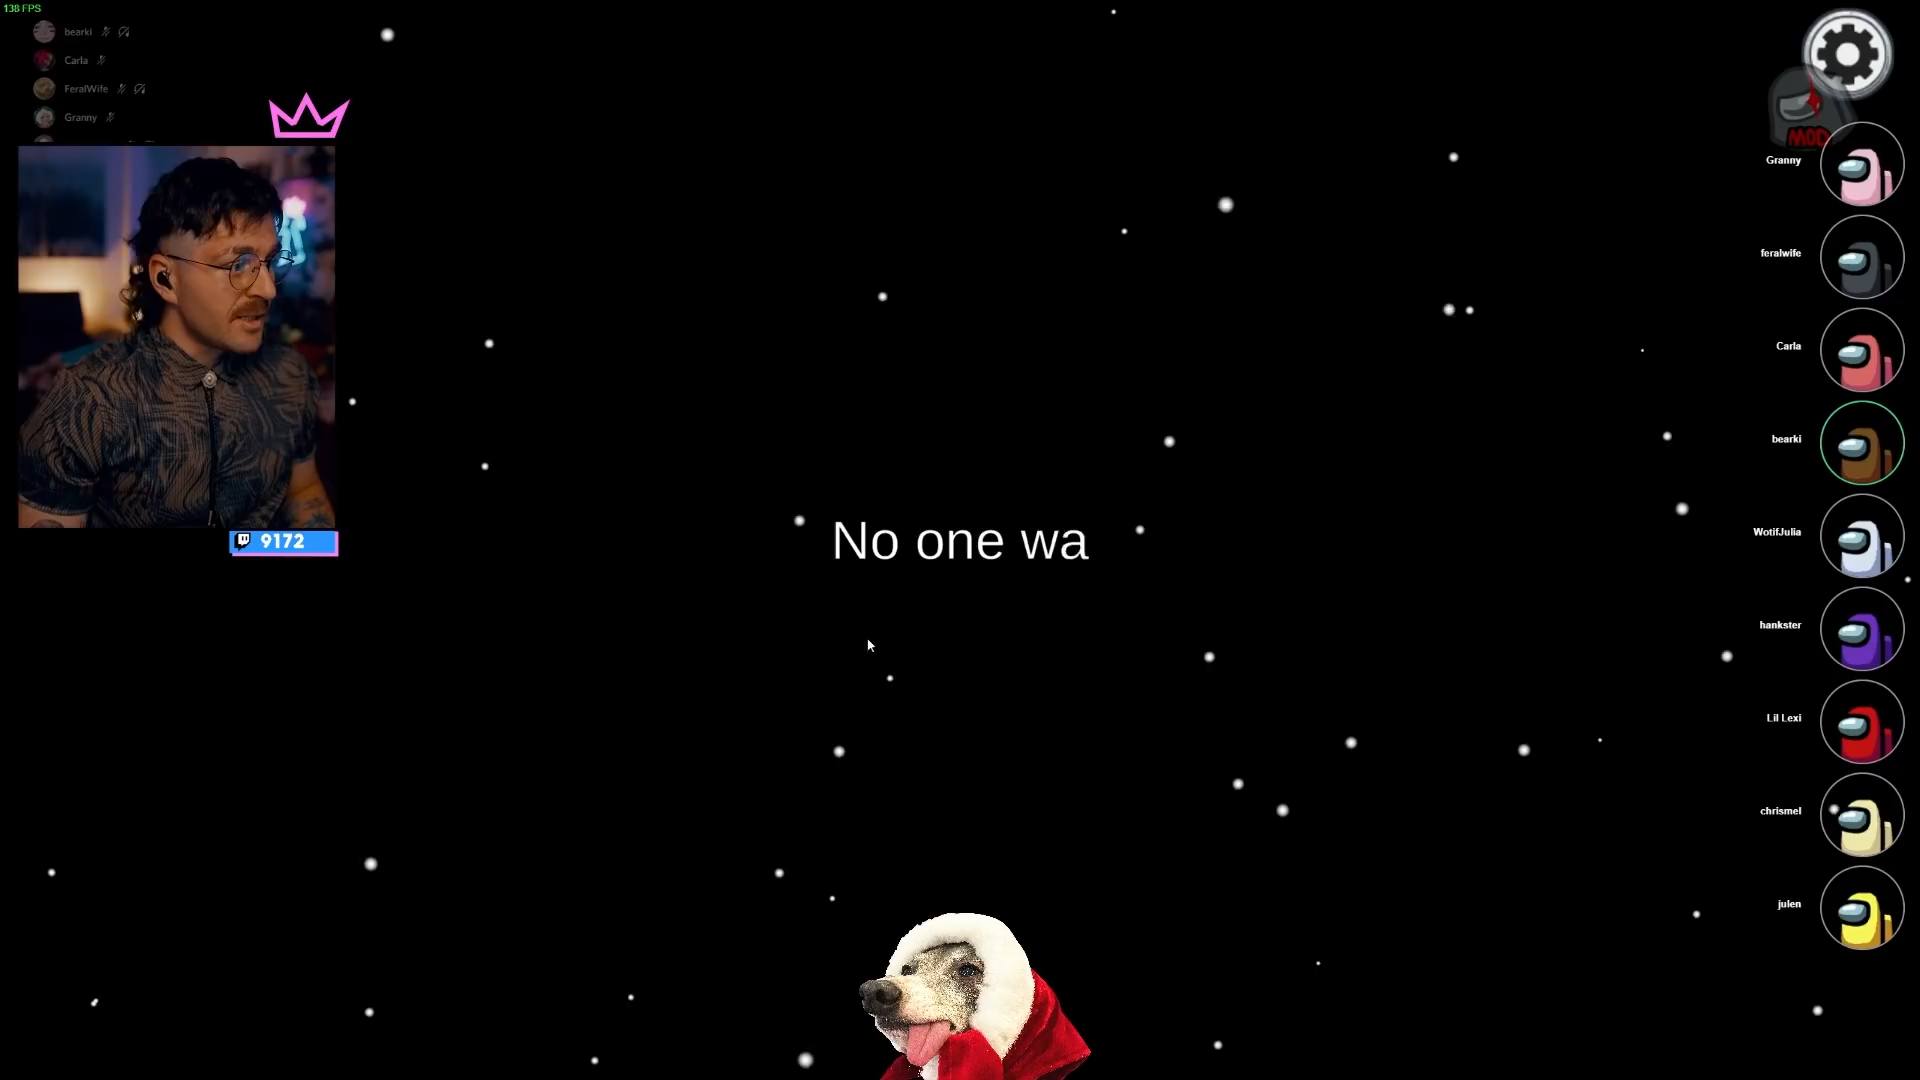 138 FPS
bearki
Carla
FeralWife
Granny
9172
No one wa
MOD
Granny
feralwife
Carla
bearki
WotifJulia
hankster
Lil Lexi
chrismel
julen